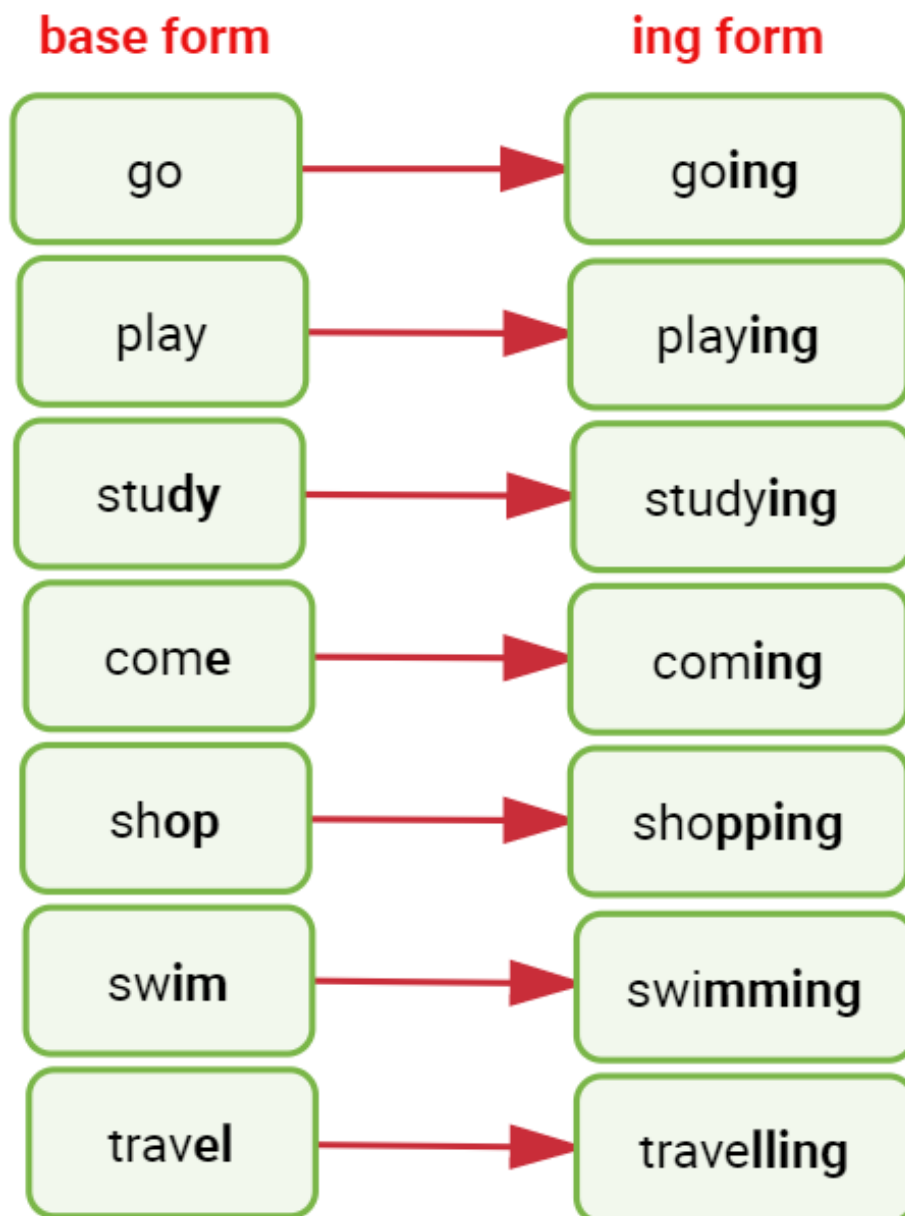 base form ing form
go going
play playing
study studying
come coming
shop shopping
swim swimming
travel travelling